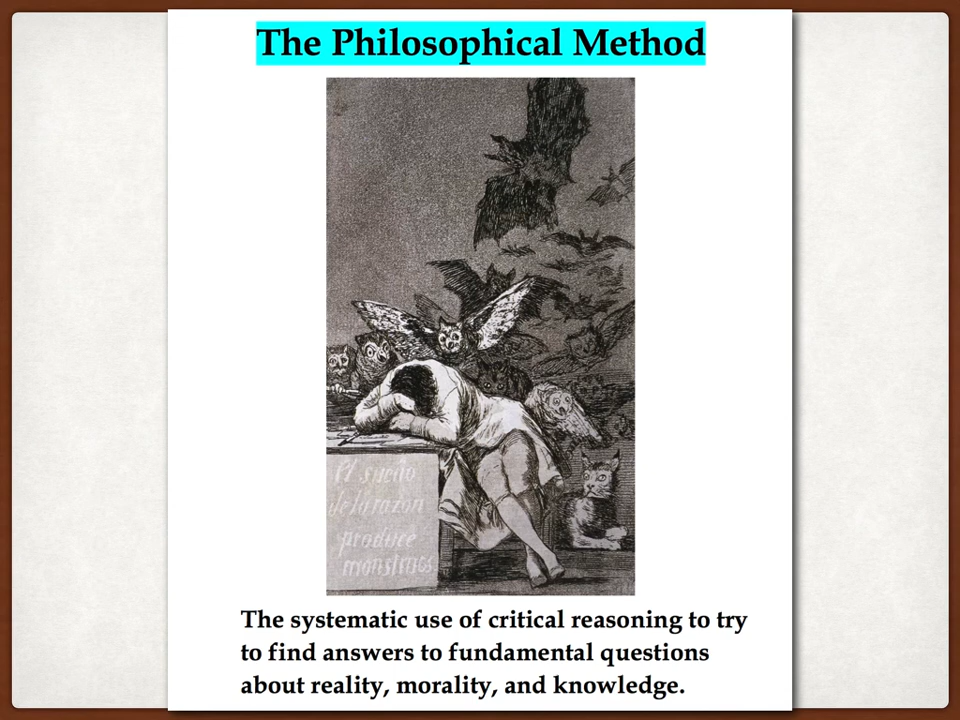 The Philosophical Method
El sueño
de la razon
produce
monstruos
The systematic use of critical reasoning to try
to find answers to fundamental questions
about reality, morality, and knowledge.